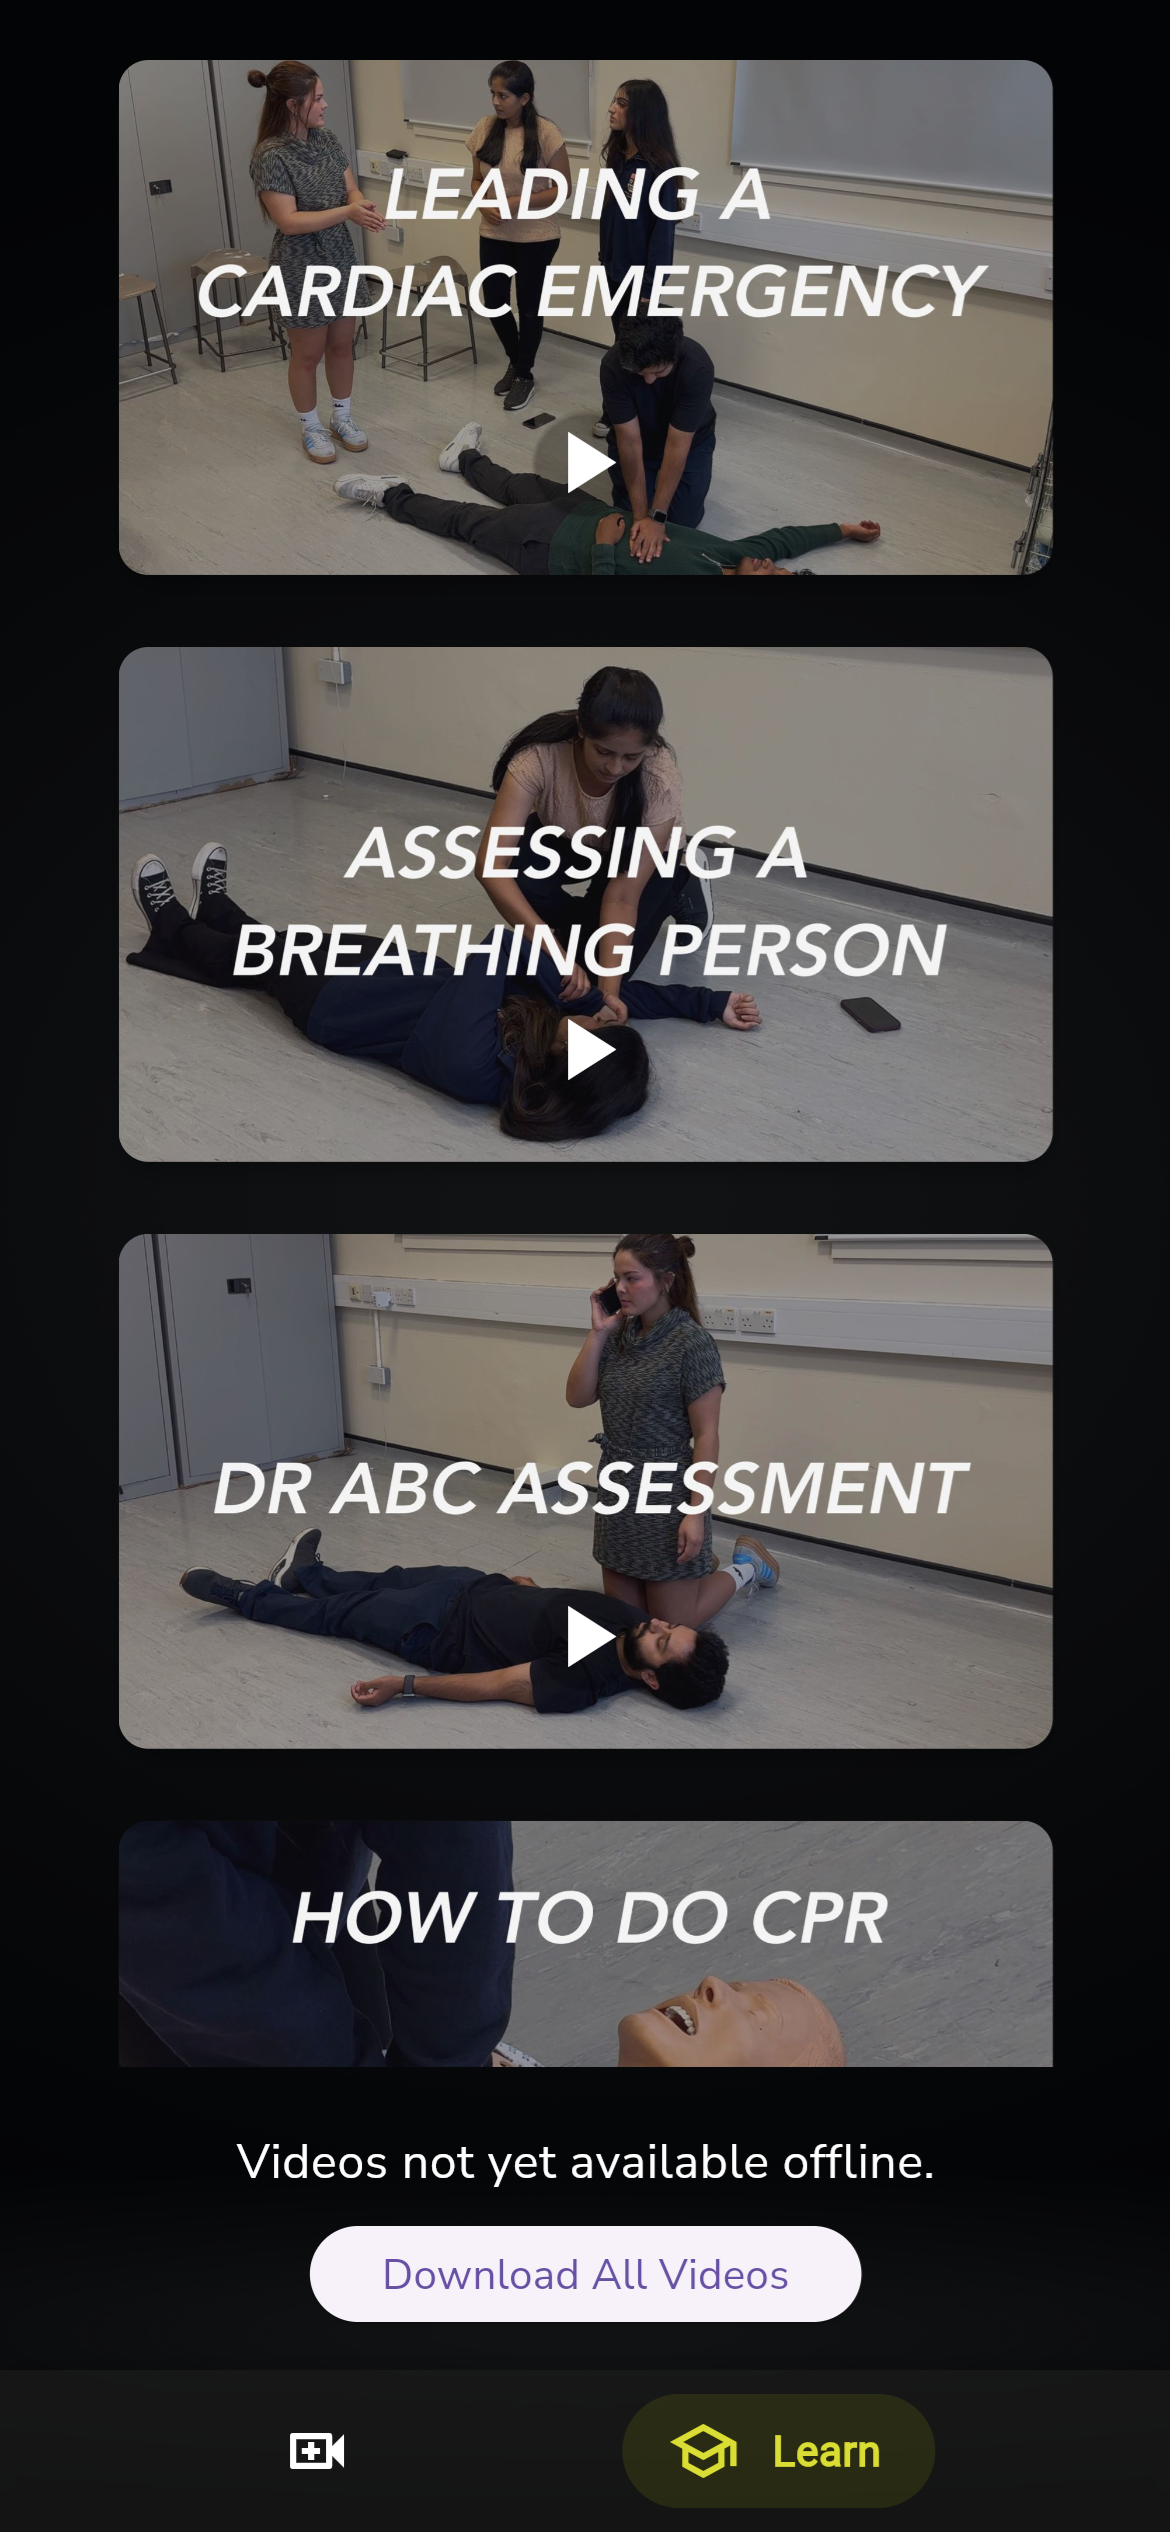 LEADING A
CARDIAC EMERGENCY
ASSESSING A
BREATHING PERSON
DR ABC ASSESSMENT
HOW TO DO CPR
Videos not yet available offline.
Download All Videos
Learn